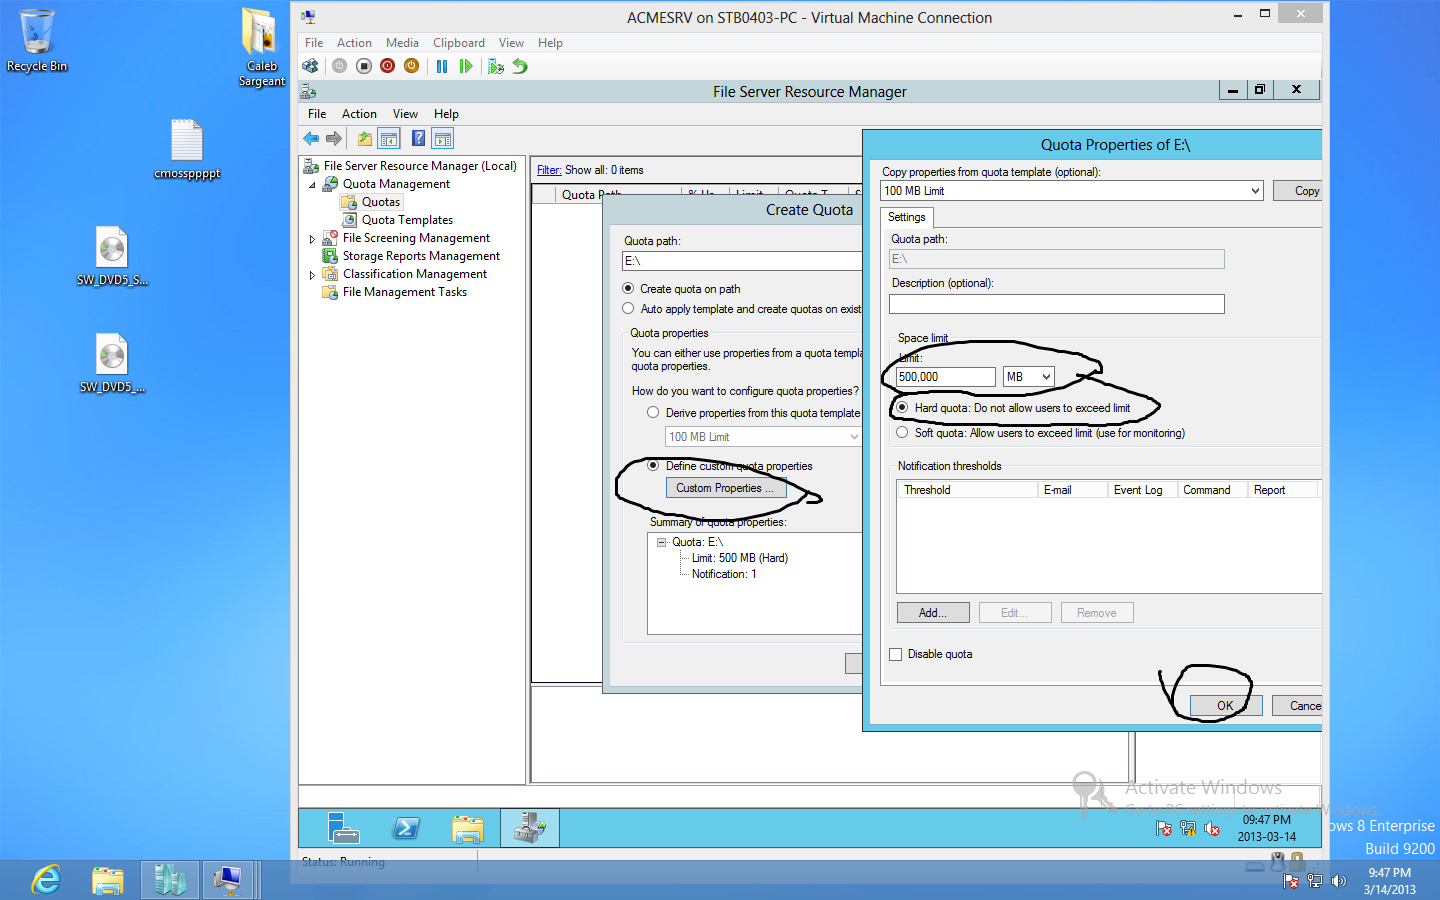 Recycle Bin
Caleb
Sargeant
cmossppppt
SW_DVD5_S...
SW_DVD5_...
ACMESRV on STB0403-PC - Virtual Machine Connection
File Action Media Clipboard View Help
File Server Resource Manager
File Action View Help
File Server Resource Manager (Local)
Quota Management
Quotas
Quota Templates
File Screening Management
Storage Reports Management
Classification Management
File Management Tasks
Filter: Show all: 0 items
Quota Path % Us... Limit Quota T...
Create Quota
Quota path:
E:\
Create quota on path
Auto apply template and create quotas on exist
Quota properties
You can either use properties from a quota templa
quota properties.
How do you want to configure quota properties?
Derive properties from this quota template
100 MB Limit
Define custom quota properties
Custom Properties ...
Summary of quota properties:
Quota: E:\
Limit: 500 MB (Hard)
Notification: 1
Quota Properties of E:\
Copy properties from quota template (optional):
100 MB Limit
Copy
Settings
Quota path:
E:\
Description (optional):
Space limit
Limit:
500,000 MB
Hard quota: Do not allow users to exceed limit
Soft quota: Allow users to exceed limit (use for monitoring)
Notification thresholds
Threshold E-mail Event Log Command Report
Add... Edit... Remove
Disable quota
OK Cance
Activate Windows
Go to PC settings to activate Windows.
09:47 PM
2013-03-14
Status: Running
ows 8 Enterprise
Build 9200
9:47 PM
3/14/2013